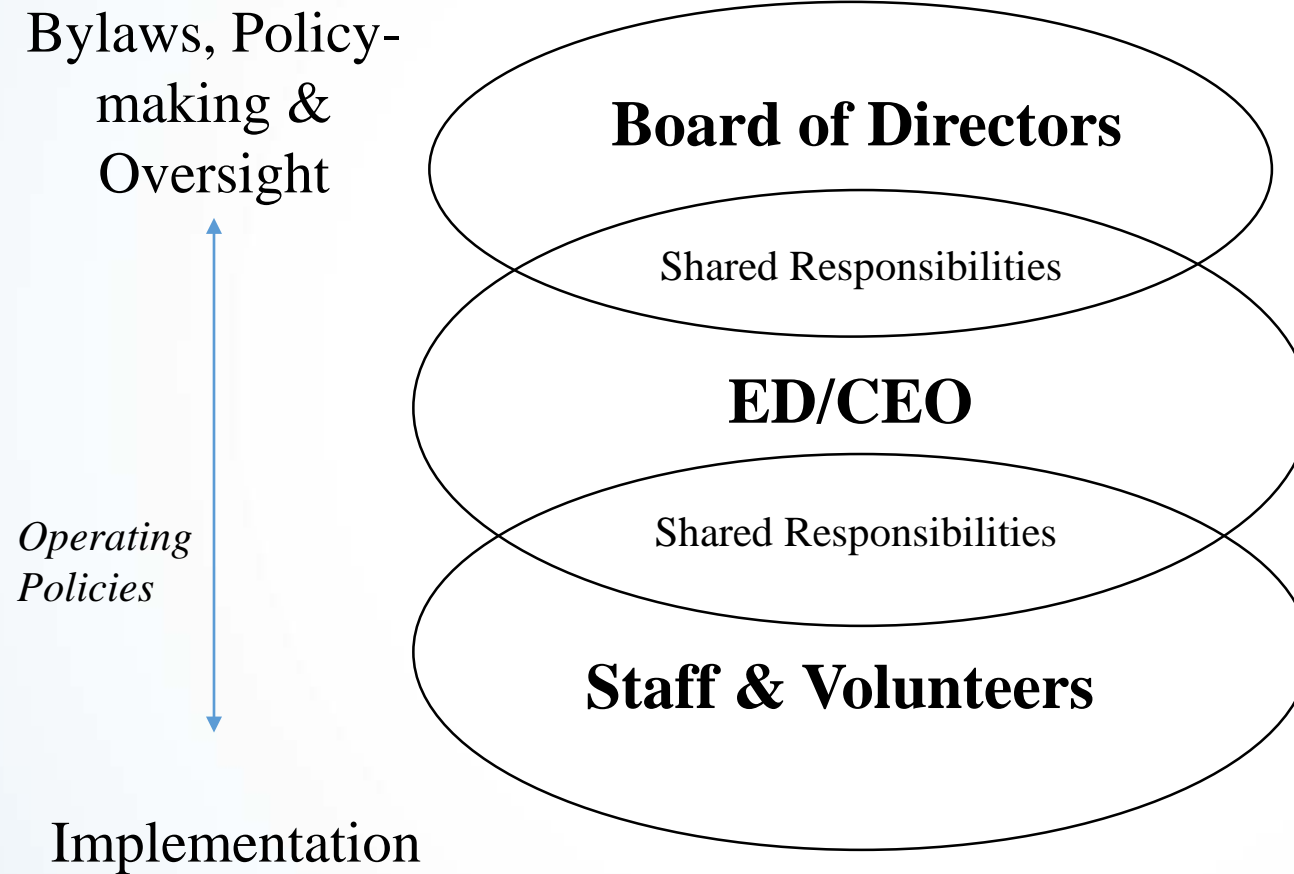 Bylaws, Policy-
making &
Oversight
Operating
Policies
Implementation
Board of Directors
Shared Responsibilities
ED/CEO
Shared Responsibilities
Staff & Volunteers